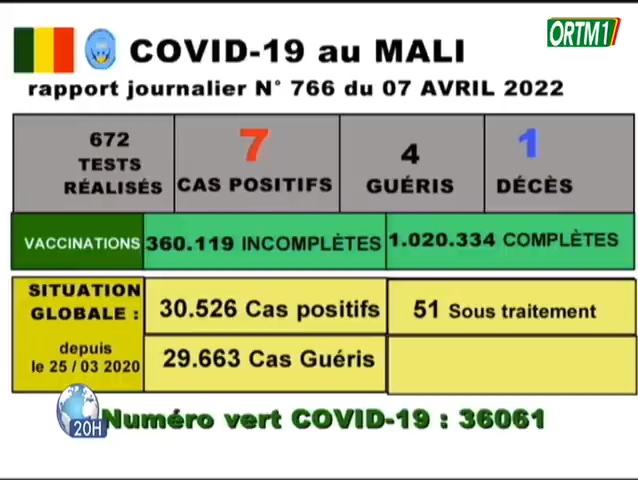 ORTM1
COVID-19 au MALI
rapport journalier N° 766 du 07 AVRIL 2022
672
TESTS
RÉALISÉS
7
CAS POSITIFS
4
GUÉRIS
1
DÉCÈS
VACCINATIONS
360.119 INCOMPLÈTES
1.020.334 COMPLÈTES
SITUATION
GLOBALE :
depuis
le 25 / 03 2020
30.526 Cas positifs
51 Sous traitement
29.663 Cas Guéris
20H
Numéro vert COVID-19 : 36061